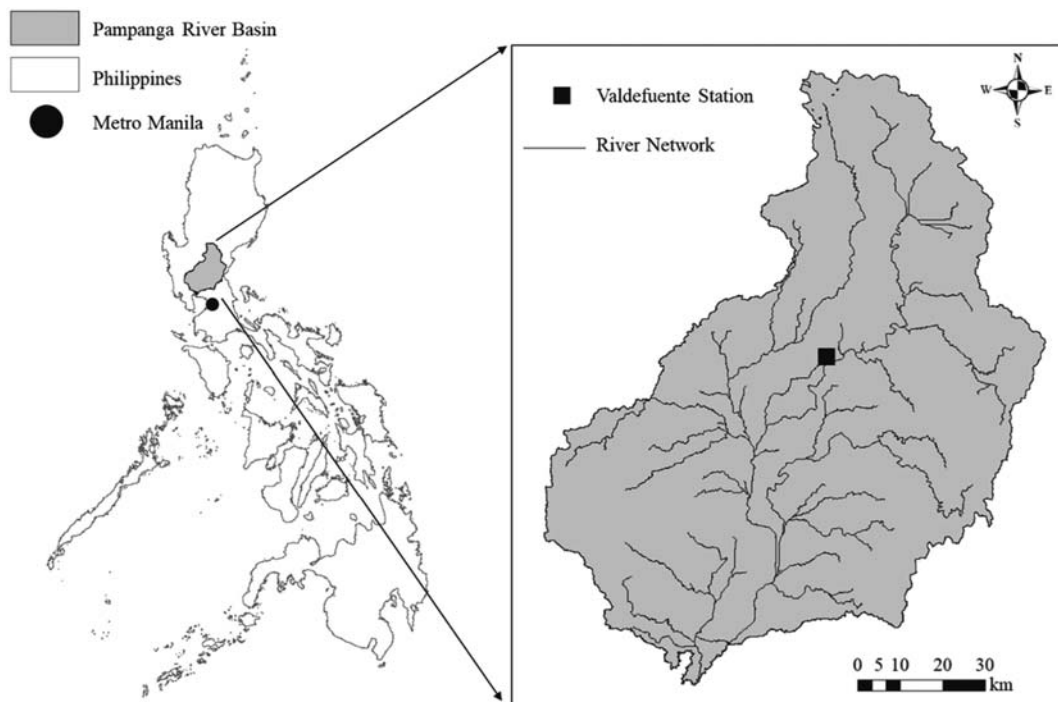 Pampanga River Basin
Philippines
Metro Manila
Valdefuente Station
River Network
N
W E
S
0 5 10 20 30
km